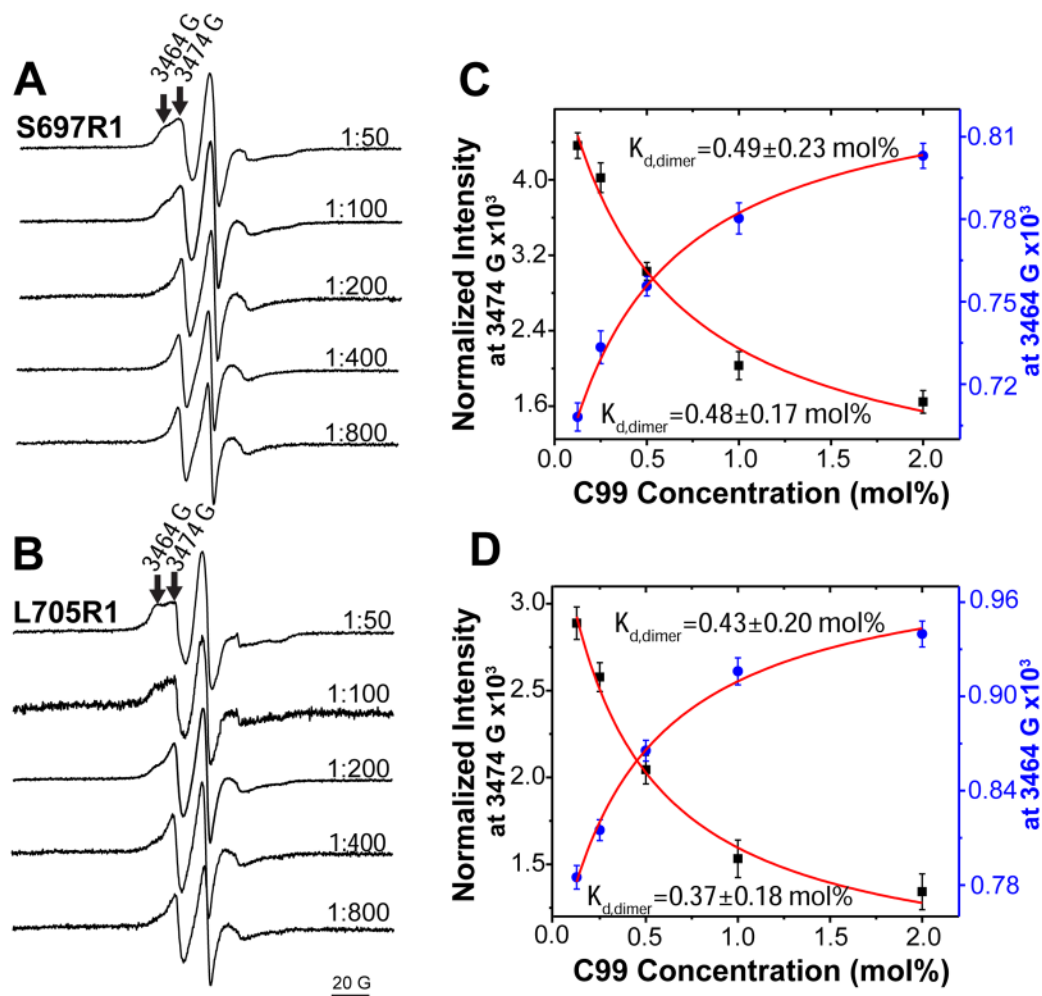 A
3464 G
3474 G
S697R1
1:50
1:100
1:200
1:400
1:800
B
3464 G
3474 G
L705R1
1:50
1:100
1:200
1:400
1:800
20 G
C
Normalized Intensity
at 3474 G x10³
4.0
3.2
2.4
1.6
K_d,dimer=0.49±0.23 mol%
K_d,dimer=0.48±0.17 mol%
0.81
0.78
0.75
0.72
at 3464 G x10³
0.0 0.5 1.0 1.5 2.0
C99 Concentration (mol%)
D
Normalized Intensity
at 3474 G x10³
3.0
2.5
2.0
1.5
K_d,dimer=0.43±0.20 mol%
K_d,dimer=0.37±0.18 mol%
0.96
0.90
0.84
0.78
at 3464 G x10³
0.0 0.5 1.0 1.5 2.0
C99 Concentration (mol%)